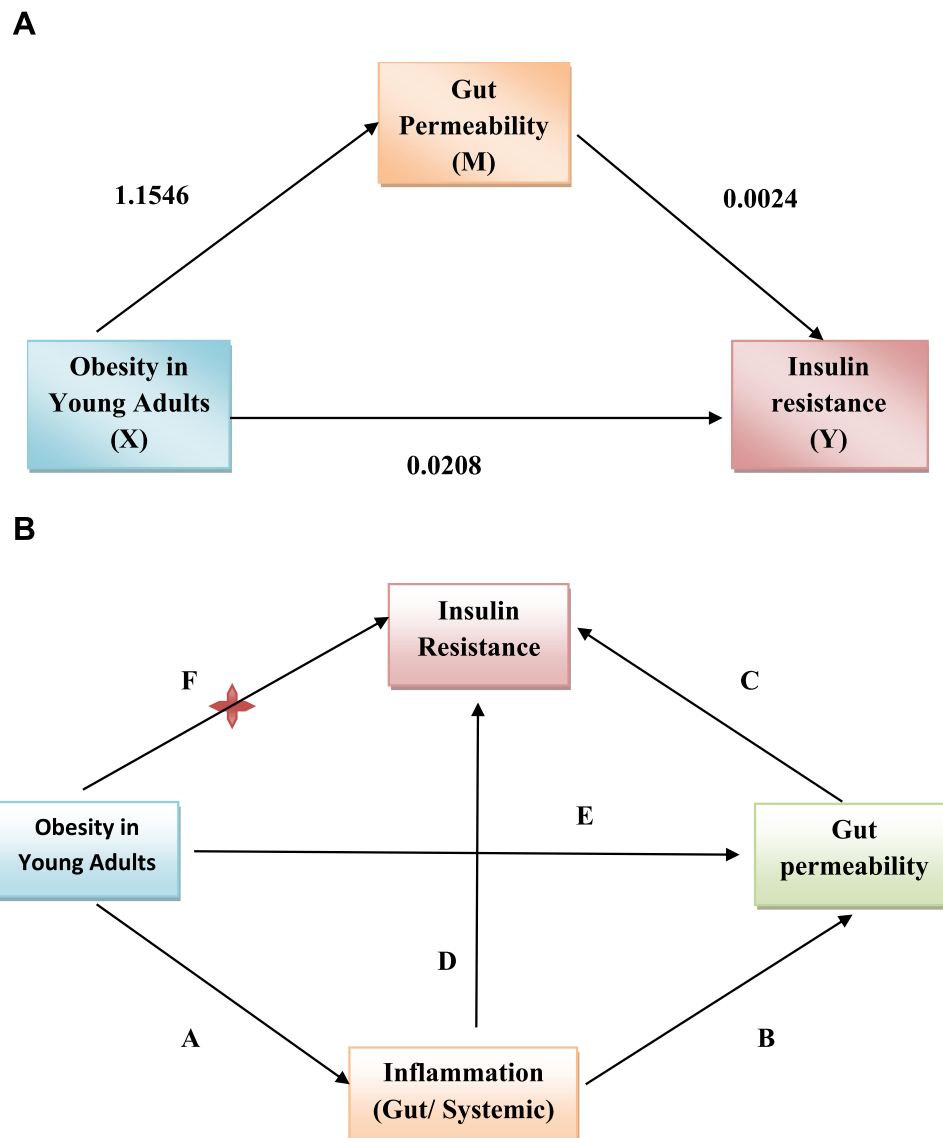 A
Gut
Permeability
(M)
1.1546
0.0024
Obesity in
Young Adults
(X)
Insulin
resistance
(Y)
0.0208
B
Insulin
Resistance
F
C
Obesity in
Young Adults
E
Gut
permeability
D
A
B
Inflammation
(Gut/ Systemic)